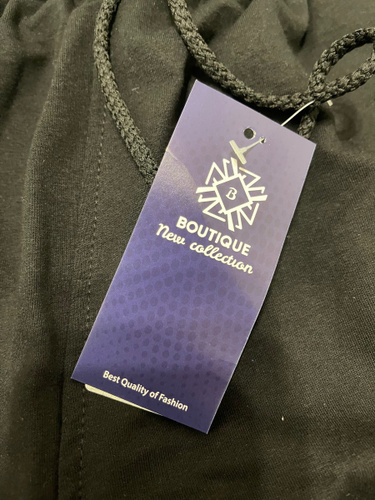 B
BOUTIQUE
New collection
Best Quality of Fashion